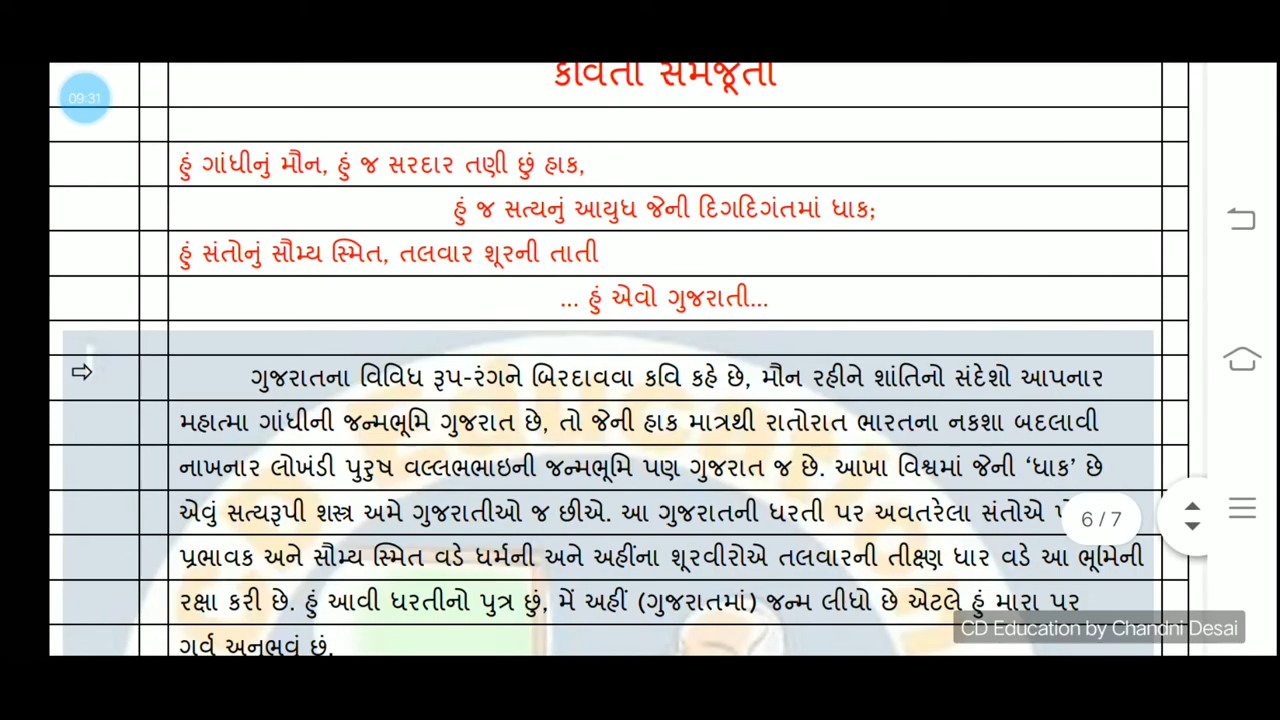 કવિતા સમજૂતી
09:31
હું ગાંધીનું મૌન, હું જ સરદાર તણી છું હાક,
હું જ સત્યનું આયુધ જેની દિગદિગંતમાં ધાક;
હું સંતોનું સૌમ્ય સ્મિત, તલવાર શૂરની તાતી
... હું એવો ગુજરાતી...
⇨ ગુજરાતના વિવિધ રૂપ-રંગને બિરદાવવા કવિ કહે છે, મૌન રહીને શાંતિનો સંદેશો આપનાર
મહાત્મા ગાંધીની જન્મભૂમિ ગુજરાત છે, તો જેની હાક માત્રથી રાતોરાત ભારતના નકશા બદલાવી
નાખનાર લોખંડી પુરુષ વલ્લભભાઇની જન્મભૂમિ પણ ગુજરાત જ છે. આખા વિશ્વમાં જેની ‘ધાક’ છે
એવું સત્યરૂપી શસ્ત્ર અમે ગુજરાતીઓ જ છીએ. આ ગુજરાતની ધરતી પર અવતરેલા સંતોએ
6 / 7
પ્રભાવક અને સૌમ્ય સ્મિત વડે ધર્મની અને અહીંના શૂરવીરોએ તલવારની તીક્ષ્ણ ધાર વડે આ ભૂમિની
રક્ષા કરી છે. હું આવી ધરતીનો પુત્ર છું, મેં અહીં (ગુજરાતમાં) જન્મ લીધો છે એટલે હું મારા પર
CD Education by Chandni Desai
ગર્વ અનુભવું છું.